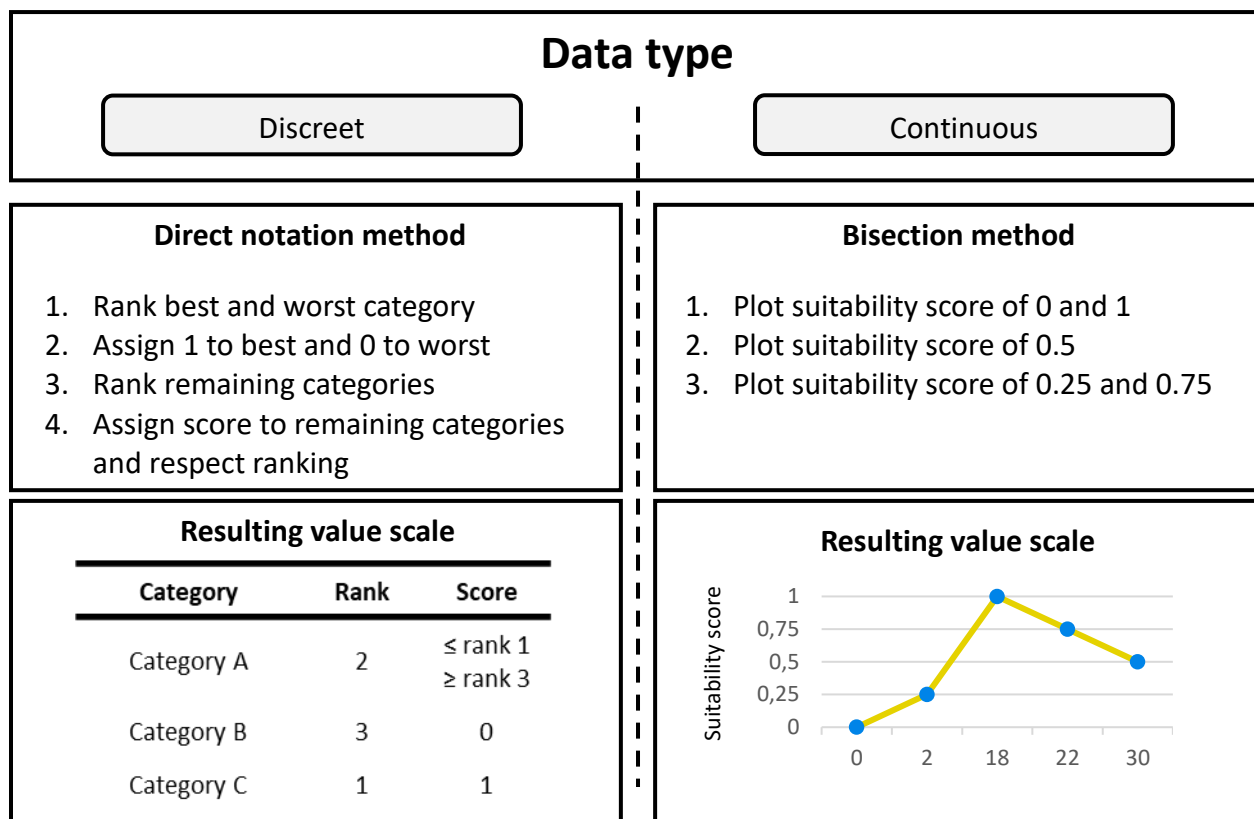 Data type
Discreet
Continuous
Direct notation method
1. Rank best and worst category
2. Assign 1 to best and 0 to worst
3. Rank remaining categories
4. Assign score to remaining categories
and respect ranking
Bisection method
1. Plot suitability score of 0 and 1
2. Plot suitability score of 0.5
3. Plot suitability score of 0.25 and 0.75
Resulting value scale
Category Rank Score
Category A 2 ≤ rank 1
≥ rank 3
Category B 3 0
Category C 1 1
Resulting value scale
Suitability score
1
0,75
0,5
0,25
0
0 2 18 22 30